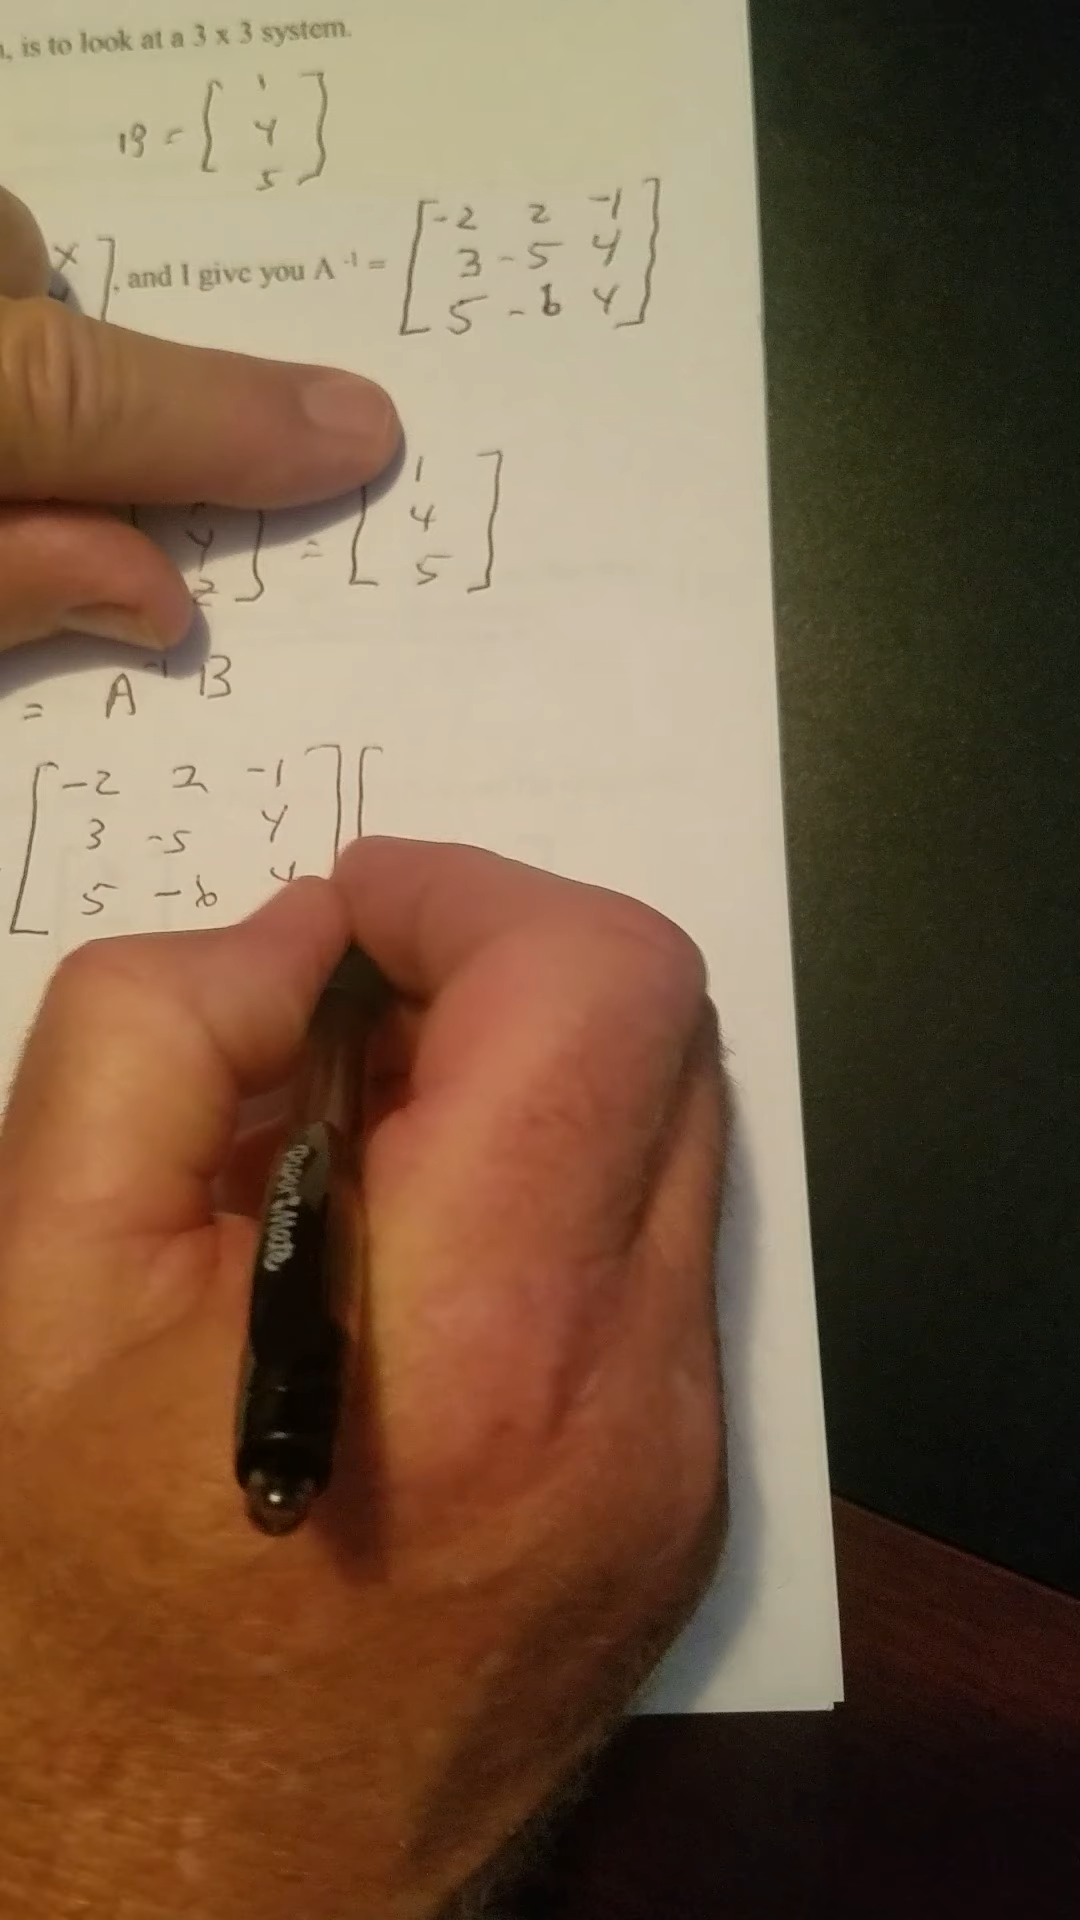 , is to look at a 3 x 3 system.
B = [ 1
4
5 ]
x ], and I give you A -1 = [ -2 2 -1
3 -5 4
5 -6 4 ]
1
y ] = [ 4
z 5 ]
= A -1 B
[ -2 2 -1 ] [
3 -5 4
5 -6 4
PaperMate